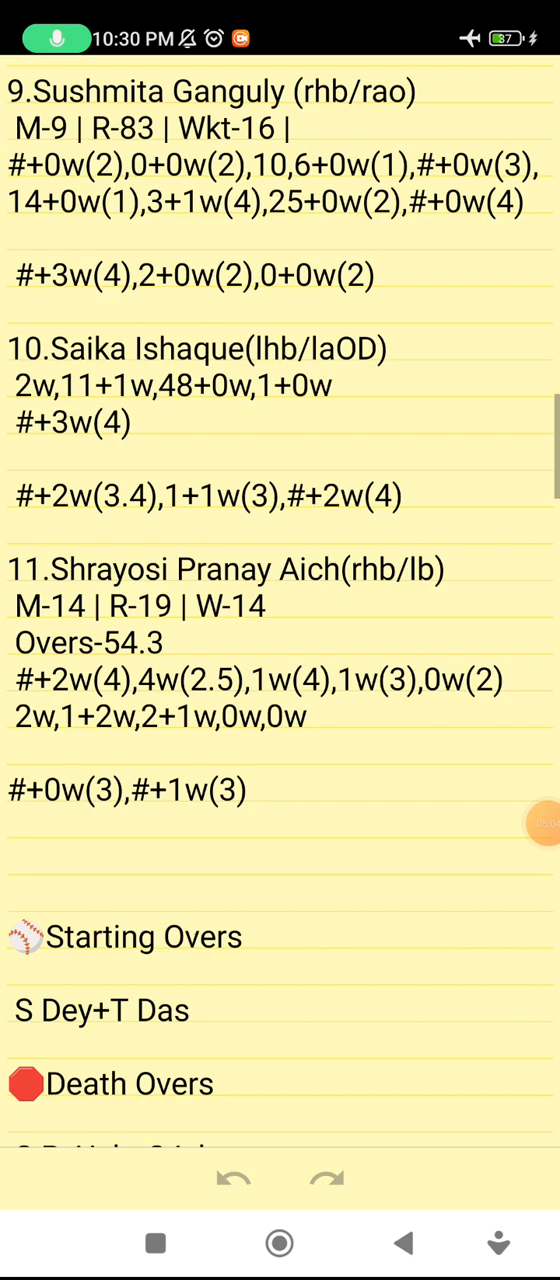 10:30 PM 37
9.Sushmita Ganguly (rhb/rao)
M-9 | R-83 | Wkt-16 |
#+0w(2),0+0w(2),10,6+0w(1),#+0w(3),
14+0w(1),3+1w(4),25+0w(2),#+0w(4)
#+3w(4),2+0w(2),0+0w(2)
10.Saika Ishaque(lhb/laOD)
2w,11+1w,48+0w,1+0w
#+3w(4)
#+2w(3.4),1+1w(3),#+2w(4)
11.Shrayosi Pranay Aich(rhb/lb)
M-14 | R-19 | W-14
Overs-54.3
#+2w(4),4w(2.5),1w(4),1w(3),0w(2)
2w,1+2w,2+1w,0w,0w
#+0w(3),#+1w(3)
05:04
Starting Overs
S Dey+T Das
Death Overs